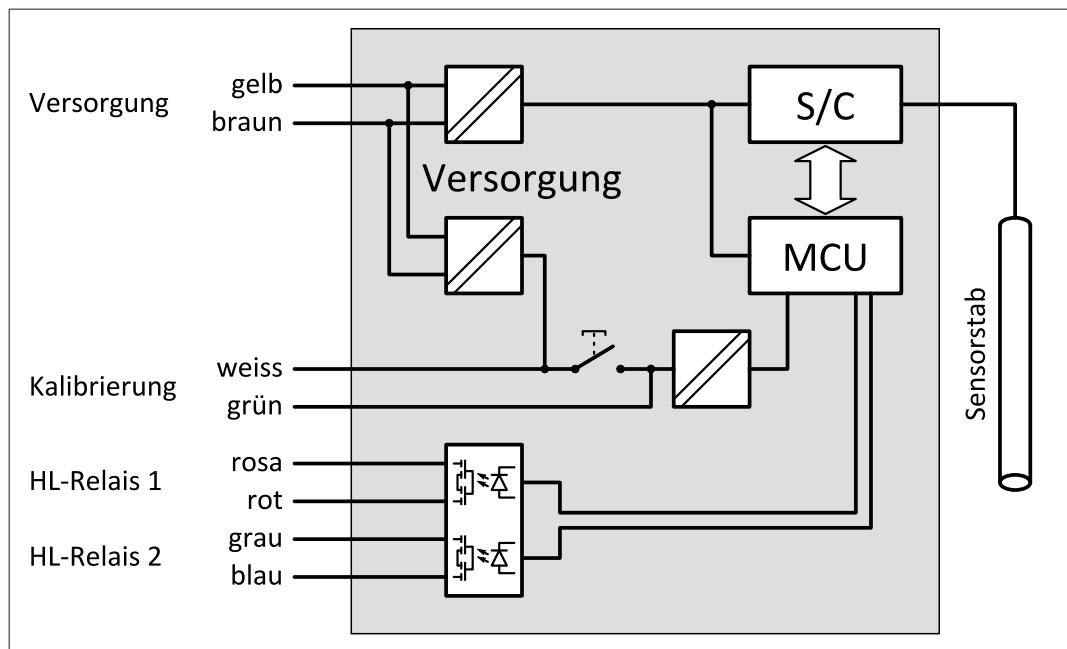 gelb
Versorgung
braun
S/C
Versorgung
MCU
Sensorstab
weiss
Kalibrierung
grün
rosa
HL-Relais 1
rot
grau
HL-Relais 2
blau